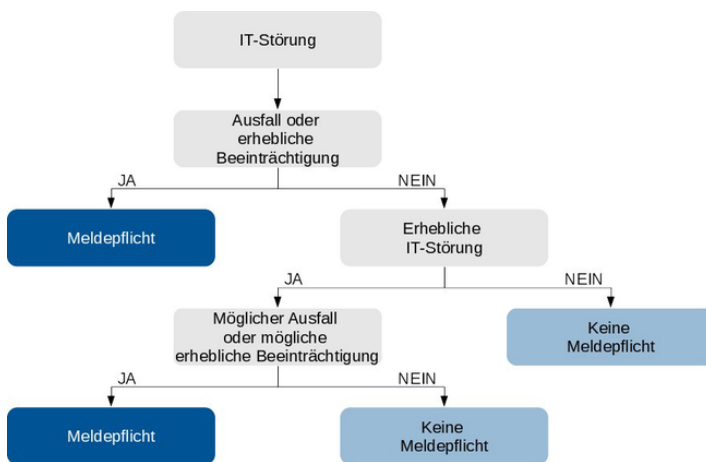 IT-Störung
Ausfall oder
erhebliche
Beeinträchtigung
JA
NEIN
Meldepflicht
Erhebliche
IT-Störung
JA
NEIN
Möglicher Ausfall
oder mögliche
erhebliche Beeinträchtigung
Keine
Meldepflicht
JA
NEIN
Meldepflicht
Keine
Meldepflicht